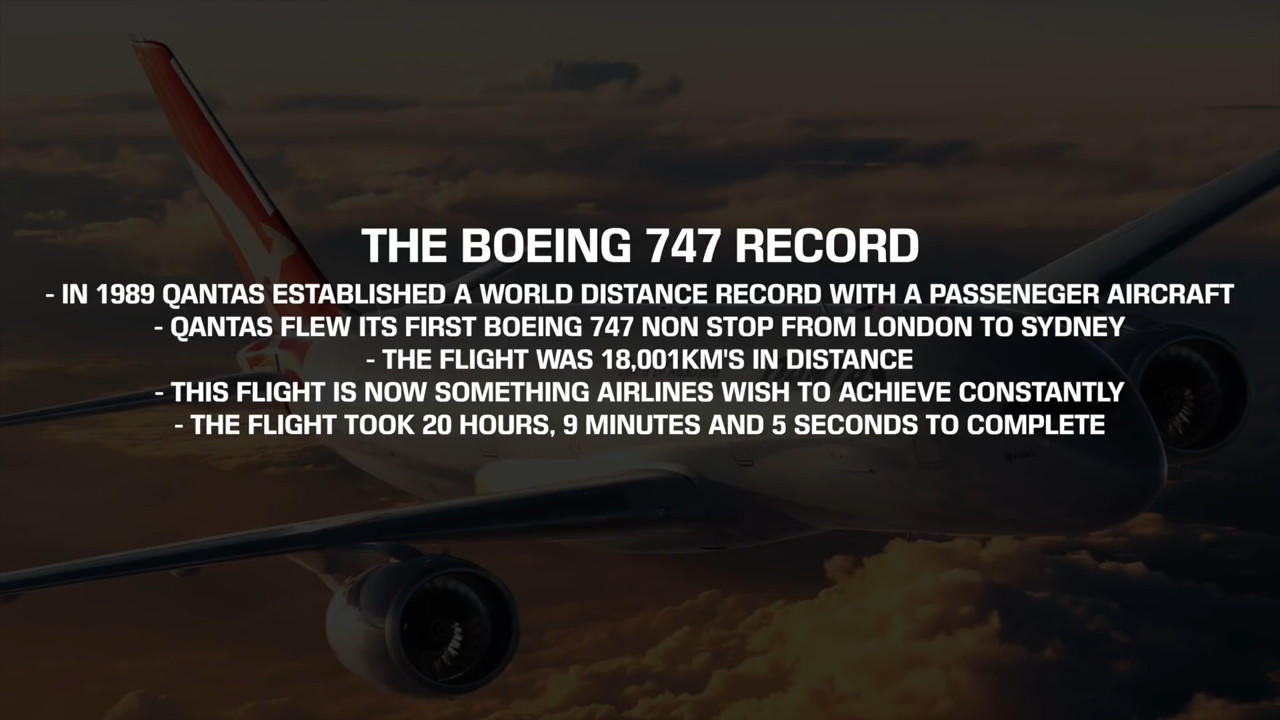 THE BOEING 747 RECORD
- IN 1989 QANTAS ESTABLISHED A WORLD DISTANCE RECORD WITH A PASSENEGER AIRCRAFT
- QANTAS FLEW ITS FIRST BOEING 747 NON STOP FROM LONDON TO SYDNEY
- THE FLIGHT WAS 18,001KM'S IN DISTANCE
- THIS FLIGHT IS NOW SOMETHING AIRLINES WISH TO ACHIEVE CONSTANTLY
- THE FLIGHT TOOK 20 HOURS, 9 MINUTES AND 5 SECONDS TO COMPLETE